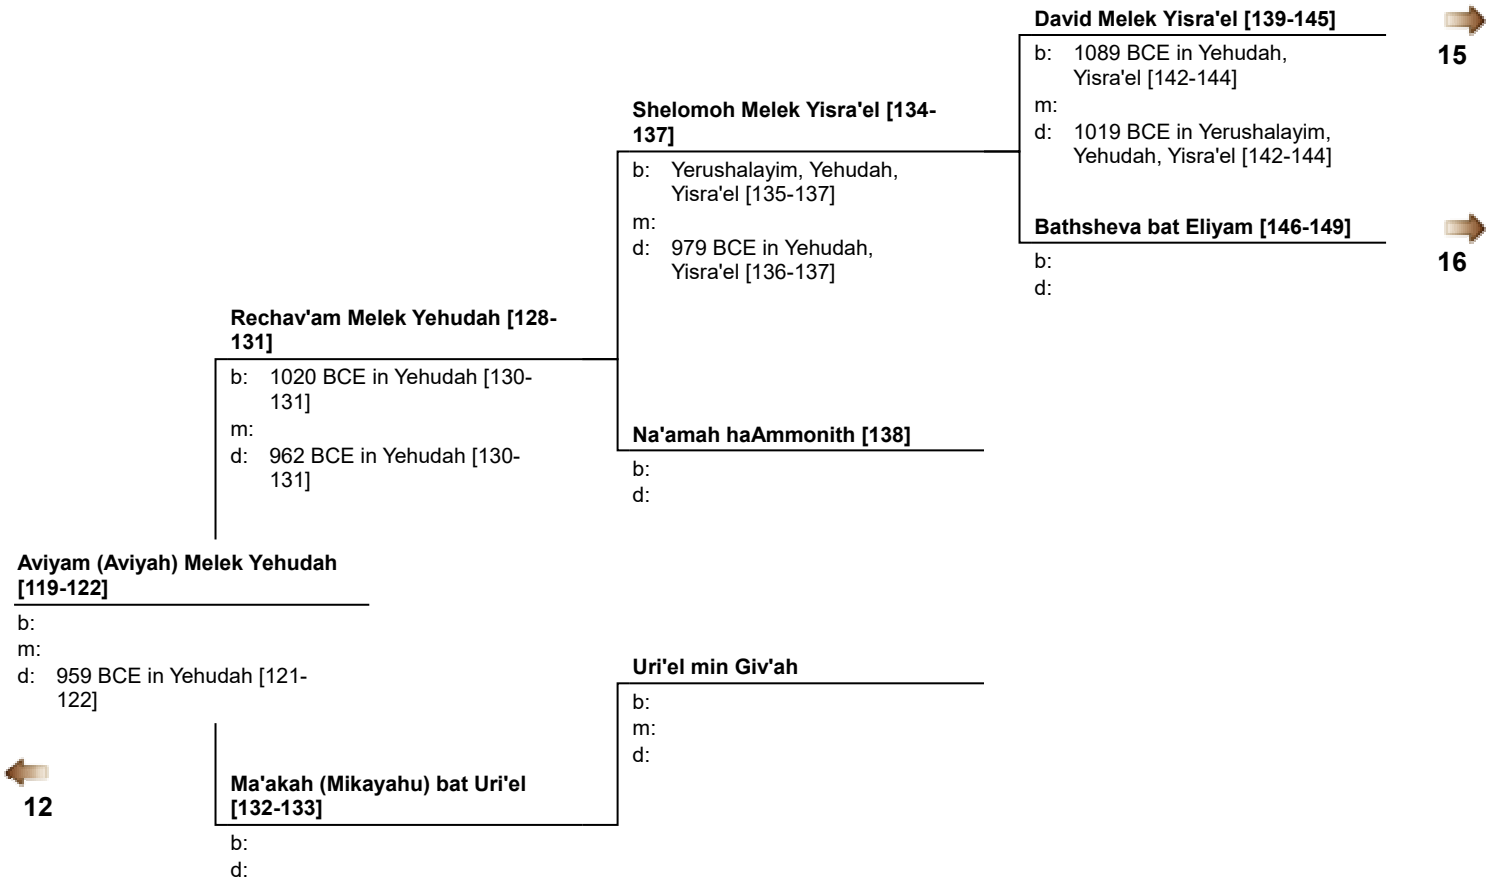 David Melek Yisra'el [139-145]
b: 1089 BCE in Yehudah,
Yisra'el [142-144]
m:
d: 1019 BCE in Yerushalayim,
Yehudah, Yisra'el [142-144]
15
Shelomoh Melek Yisra'el [134-
137]
b: Yerushalayim, Yehudah,
Yisra'el [135-137]
m:
d: 979 BCE in Yehudah,
Yisra'el [136-137]
Bathsheva bat Eliyam [146-149]
b:
d:
16
Rechav'am Melek Yehudah [128-
131]
b: 1020 BCE in Yehudah [130-
131]
m:
d: 962 BCE in Yehudah [130-
131]
Na'amah haAmmonith [138]
b:
d:
Aviyam (Aviyah) Melek Yehudah
[119-122]
b:
m:
d: 959 BCE in Yehudah [121-
122]
12
Uri'el min Giv'ah
b:
m:
d:
Ma'akah (Mikayahu) bat Uri'el
[132-133]
b:
d: